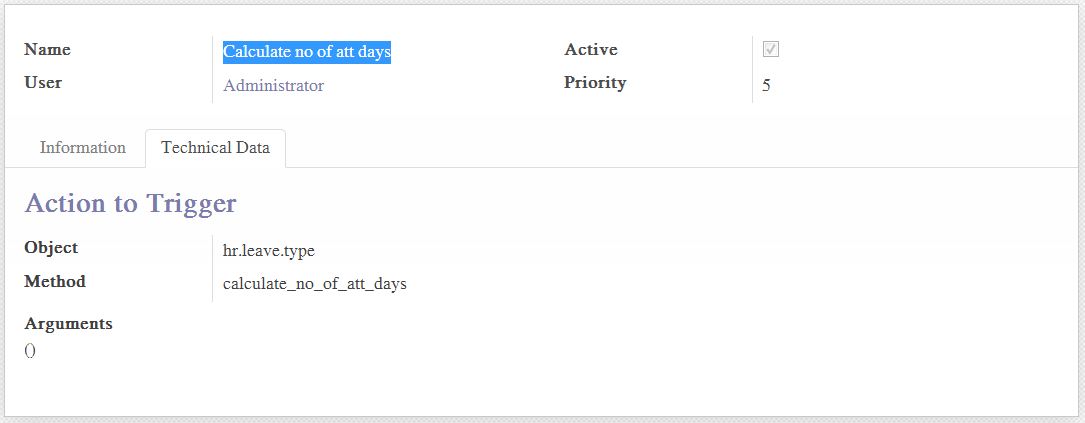 Name Calculate no of att days Active
User Administrator Priority 5
Information Technical Data
Action to Trigger
Object hr.leave.type
Method calculate_no_of_att_days
Arguments
()